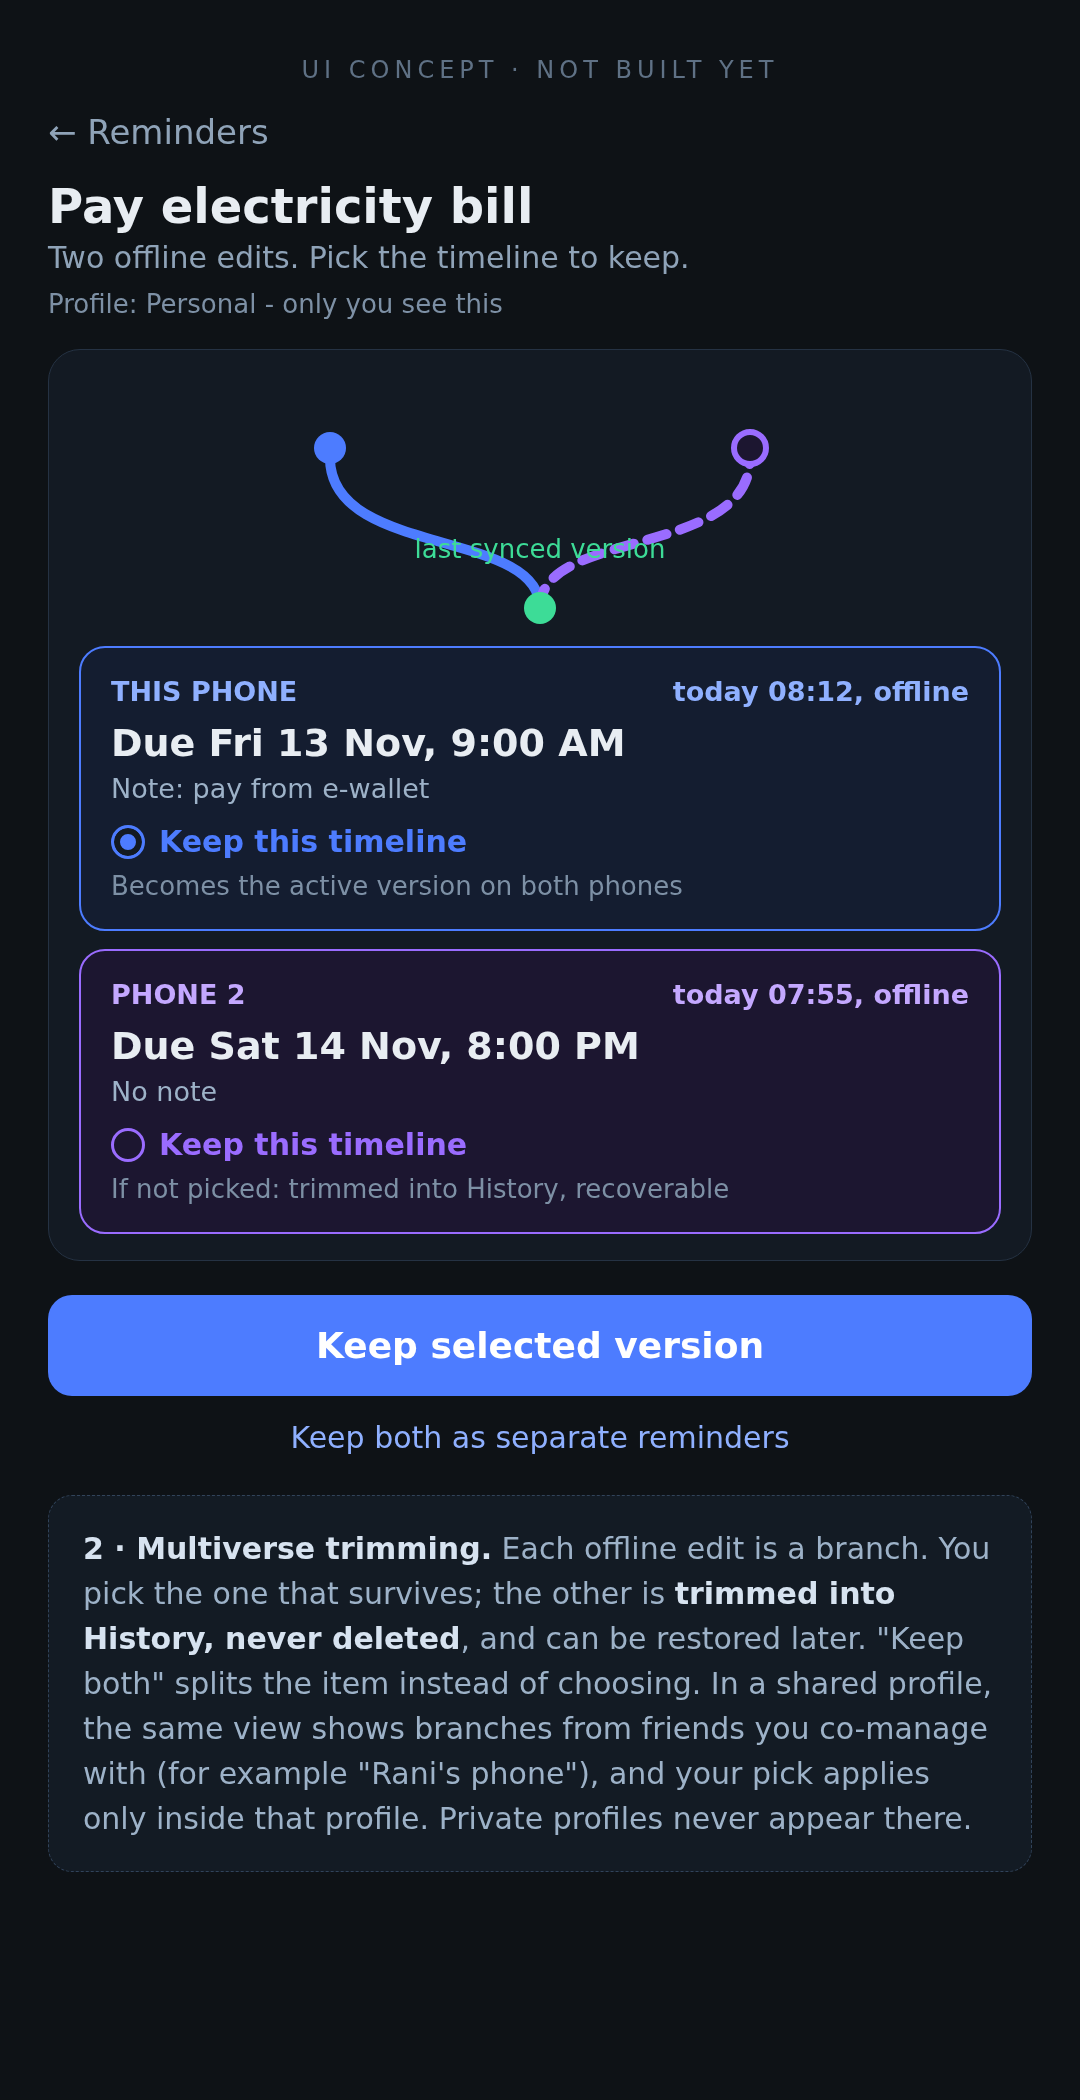 UI CONCEPT · NOT BUILT YET
← Reminders
Pay electricity bill
Two offline edits. Pick the timeline to keep.
Profile: Personal - only you see this
last synced version
THIS PHONE today 08:12, offline
Due Fri 13 Nov, 9:00 AM
Note: pay from e-wallet
Keep this timeline
Becomes the active version on both phones
PHONE 2 today 07:55, offline
Due Sat 14 Nov, 8:00 PM
No note
Keep this timeline
If not picked: trimmed into History, recoverable
Keep selected version
Keep both as separate reminders
2 · Multiverse trimming. Each offline edit is a branch. You
pick the one that survives; the other is trimmed into
History, never deleted, and can be restored later. "Keep
both" splits the item instead of choosing. In a shared profile,
the same view shows branches from friends you co-manage
with (for example "Rani's phone"), and your pick applies
only inside that profile. Private profiles never appear there.